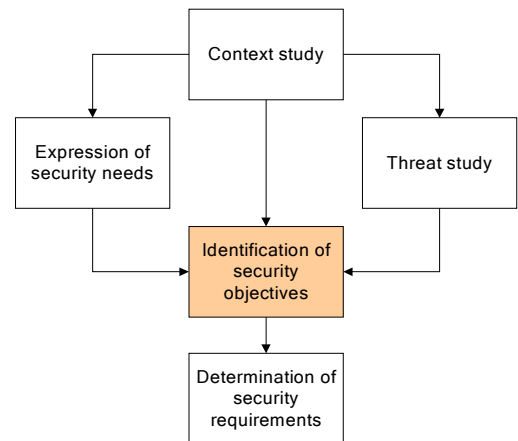 Context study
Expression of
security needs
Threat study
Identification of
security
objectives
Determination of
security
requirements